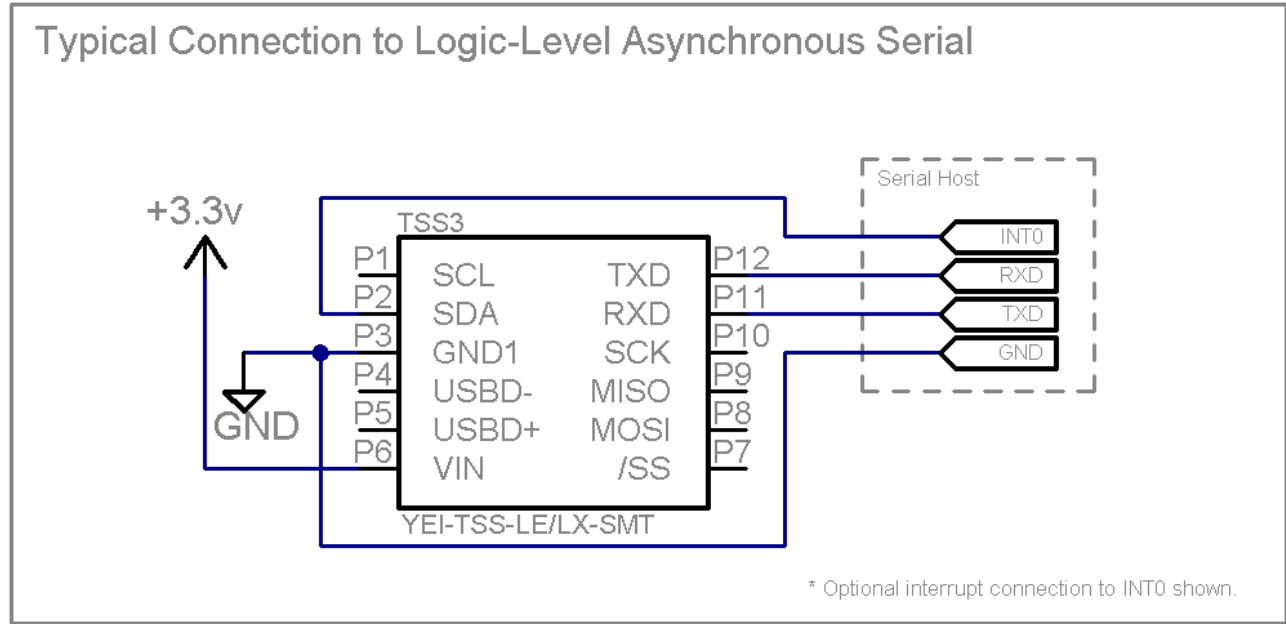 Typical Connection to Logic-Level Asynchronous Serial
Serial Host
+3.3v
TSS3
INT0
P1 SCL TXD P12 RXD
P2 SDA RXD P11 TXD
P3 GND1 SCK P10 GND
P4 USBD- MISO P9
GND P5 USBD+ MOSI P8
P6 VIN /SS P7
YEI-TSS-LE/LX-SMT
* Optional interrupt connection to INT0 shown.